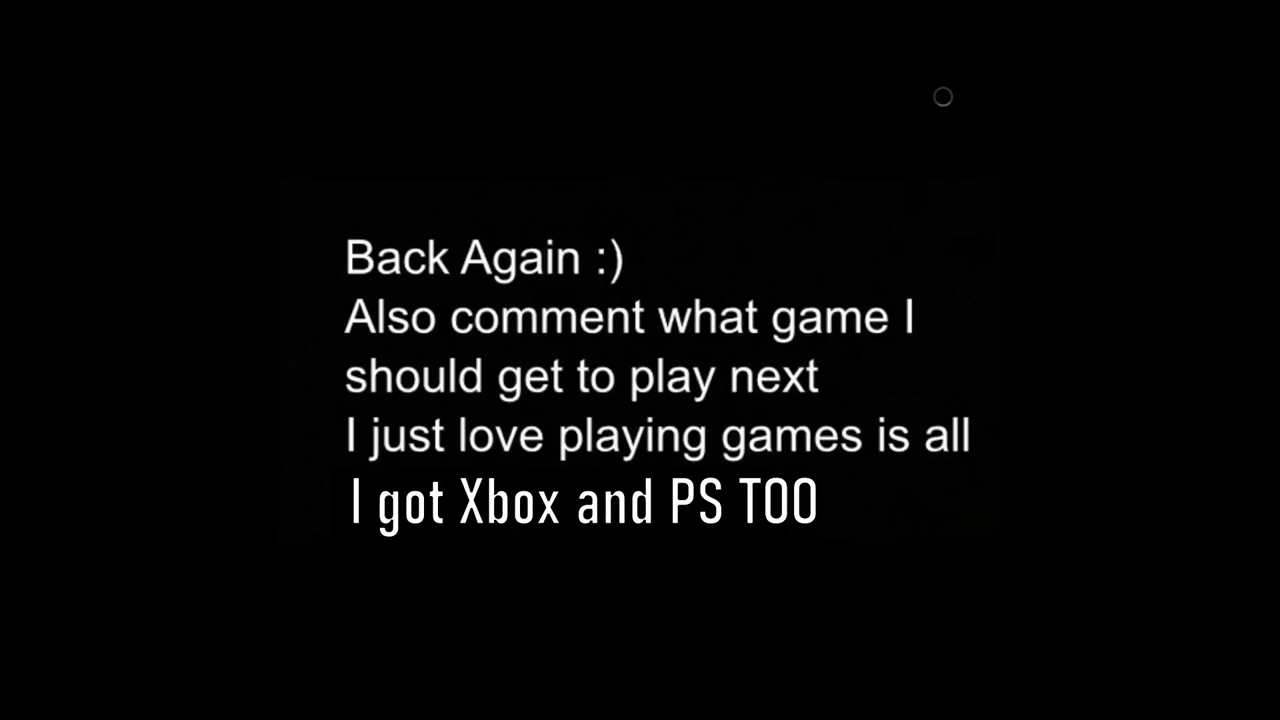 Back Again :)
Also comment what game I
should get to play next
I just love playing games is all
I got Xbox and PS TOO